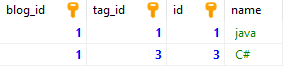 blog_id tag_id id name
1 1 1 java
1 3 3 C#